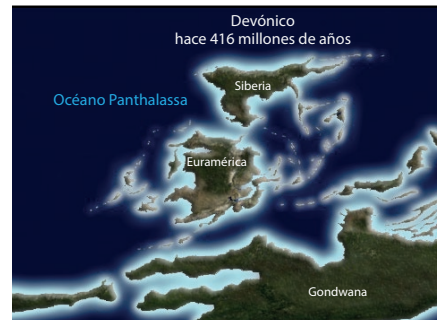 Devónico
hace 416 millones de años
Siberia
Océano Panthalassa
Euramérica
Gondwana